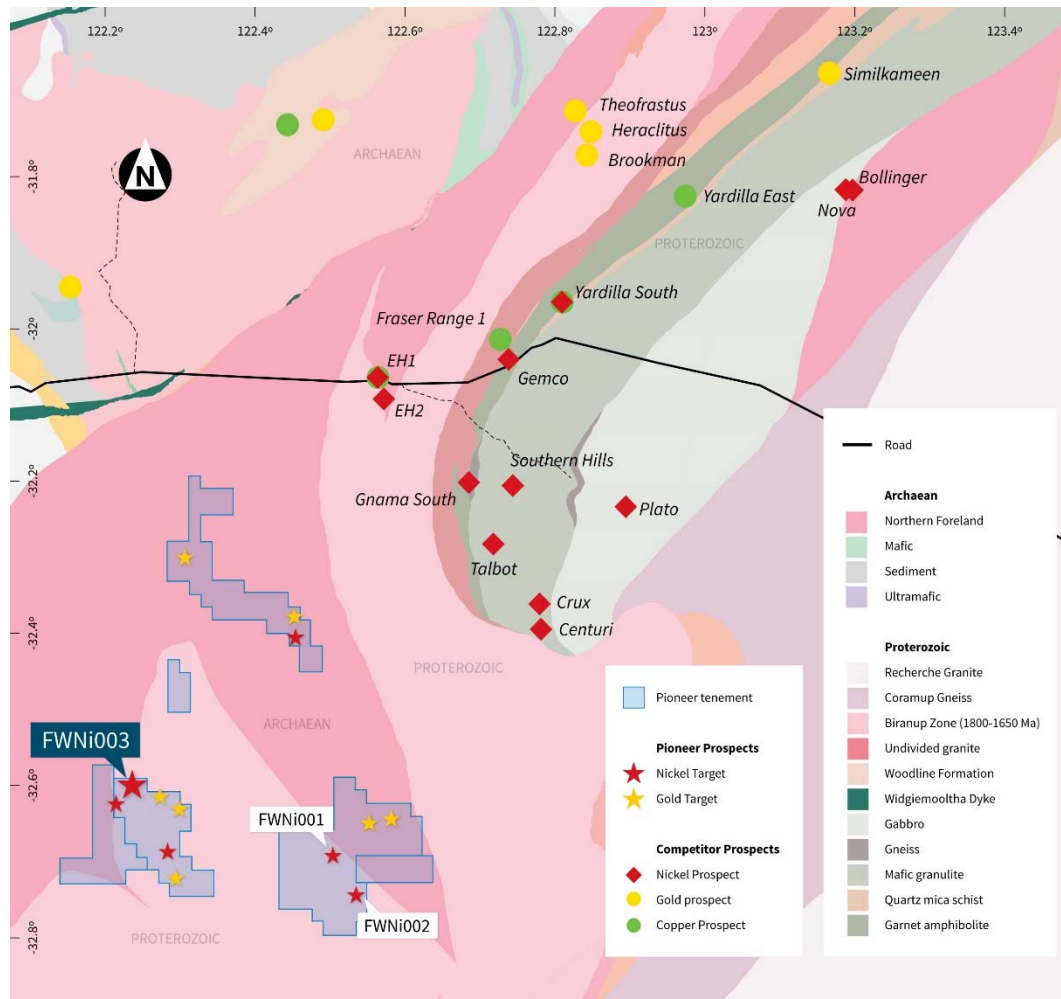 122.2º
122.4º
122.6º
122.8º
123º
123.2º
123.4º
Similkameen
Theofrastus
Heraclitus
Brookman
ARCHAEAN
N
-31.8º
Bollinger
Yardilla East
Nova
PROTEROZOIC
Yardilla South
Fraser Range 1
-32º
EH1
Gemco
EH2
Southern Hills
-32.2º
Gnama South
Plato
Talbot
Crux
-32.4º
Centuri
PROTEROZOIC
ARCHAEAN
FWNi003
-32.6º
FWNi001
FWNi002
-32.8º
PROTEROZOIC
Pioneer tenement
Pioneer Prospects
Nickel Target
Gold Target
Competitor Prospects
Nickel Prospect
Gold prospect
Copper Prospect
Road
Archaean
Northern Foreland
Mafic
Sediment
Ultramafic
Proterozoic
Recherche Granite
Coramup Gneiss
Biranup Zone (1800-1650 Ma)
Undivided granite
Woodline Formation
Widgiemooltha Dyke
Gabbro
Gneiss
Mafic granulite
Quartz mica schist
Garnet amphibolite